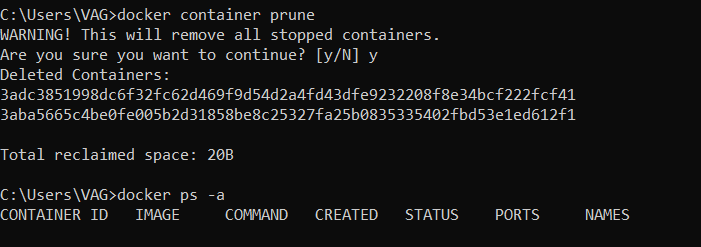 C:\Users\VAG>docker container prune
WARNING! This will remove all stopped containers.
Are you sure you want to continue? [y/N] y
Deleted Containers:
3adc3851998dc6f32fc62d469f9d54d2a4fd43dfe9232208f8e34bcf222fcf41
3aba5665c4be0fe005b2d31858be8c25327fa25b0835335402fbd53e1ed612f1
Total reclaimed space: 20B
C:\Users\VAG>docker ps -a
CONTAINER ID   IMAGE     COMMAND   CREATED   STATUS    PORTS     NAMES